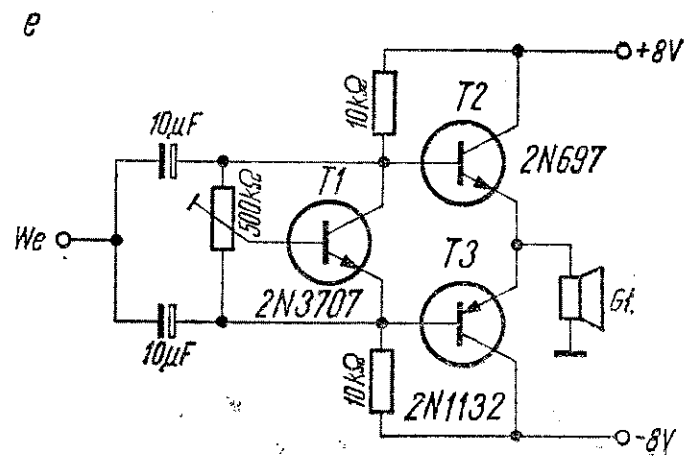 e
+8V
10kΩ
T2
10µF
2N697
T1
500kΩ
We
T3
2N3707
Gł.
10µF
10kΩ
2N1132
-8V